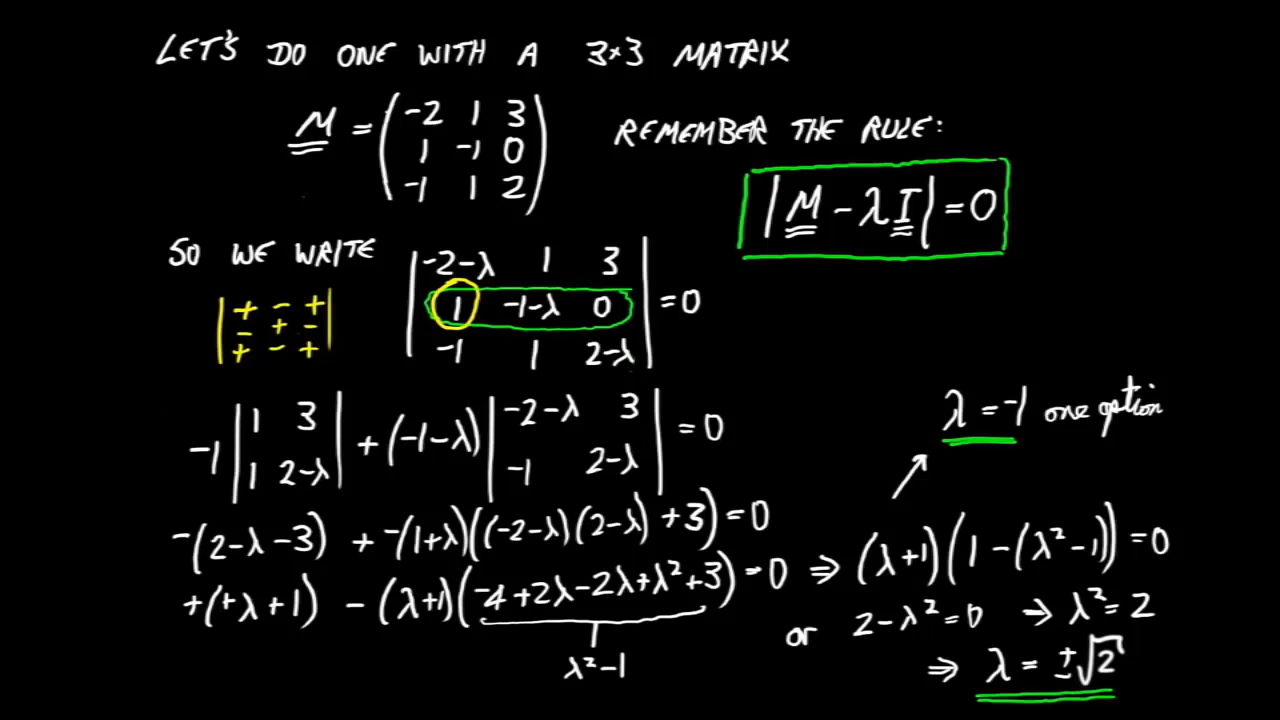 LET'S DO ONE WITH A 3×3 MATRIX
M = (-2 1 3
1 -1 0
-1 1 2)
REMEMBER THE RULE:
|M - λI| = 0
SO WE WRITE
|-2-λ 1 3|
|1 -1-λ 0| = 0
|-1 1 2-λ|
|+ - +|
|- + -|
|+ - +|
-1 |1 3| + (-1-λ) |-2-λ 3| = 0
|1 2-λ| |-1 2-λ|
-(2-λ-3) + -(1+λ)((-2-λ)(2-λ)+3) = 0
+(+λ+1) - (λ+1)(-4+2λ-2λ+λ²+3) = 0
λ²-1
⇒ (λ+1)(1-(λ²-1)) = 0
λ = -1 one option
or 2-λ² = 0 ⇒ λ² = 2
⇒ λ = ±√2